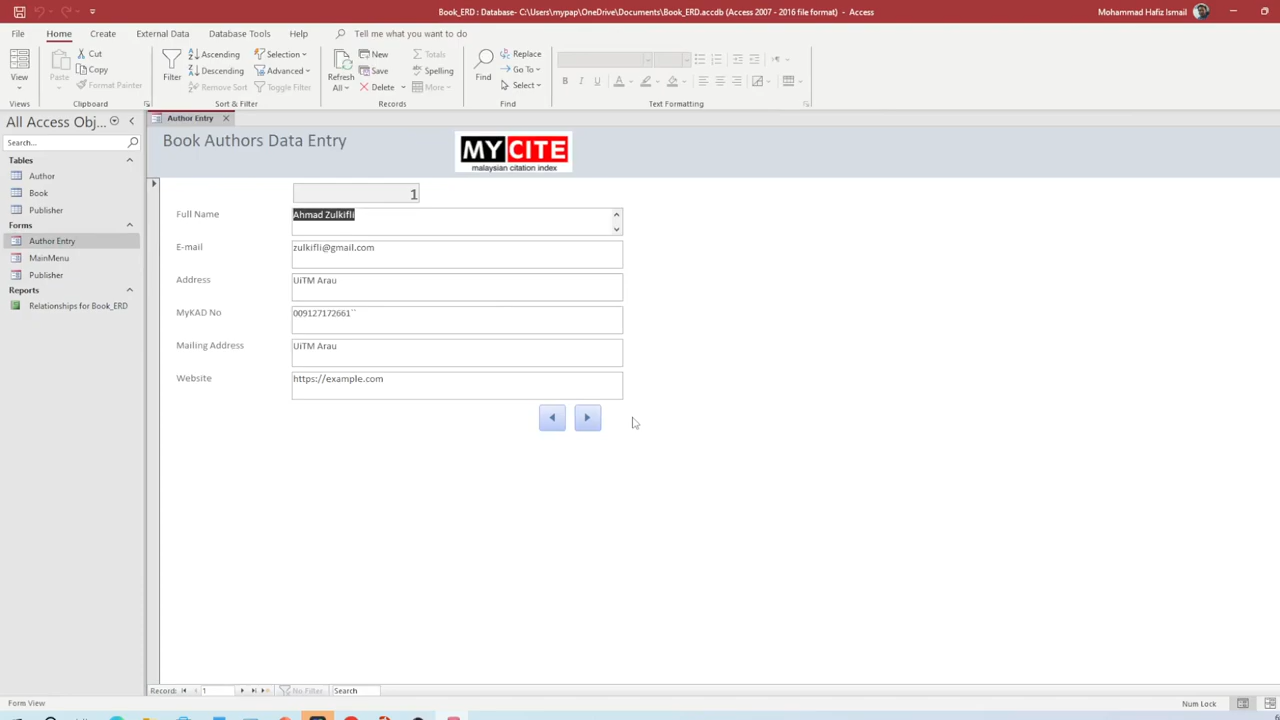 Book_ERD : Database- C:\Users\mypap\OneDrive\Documents\Book_ERD.accdb (Access 2007 - 2016 file format) - Access
Mohammad Hafiz Ismail
File Home Create External Data Database Tools Help Tell me what you want to do
View
Views
Paste
Cut
Copy
Format Painter
Clipboard
Filter
Ascending
Descending
Remove Sort
Selection
Advanced
Toggle Filter
Sort & Filter
Refresh All
New
Save
Delete
Totals
Spelling
More
Records
Find
Replace
Go To
Select
Find
B I U A
Text Formatting
All Access Obj...
Search...
Tables
Author
Book
Publisher
Forms
Author Entry
MainMenu
Publisher
Reports
Relationships for Book_ERD
Author Entry
Book Authors Data Entry
MYCITE
malaysian citation index
1
Full Name Ahmad Zulkifli
E-mail zulkifli@gmail.com
Address UiTM Arau
MyKAD No 009127172661``
Mailing Address UiTM Arau
Website https://example.com
Record: 1 No Filter Search
Form View
Num Lock